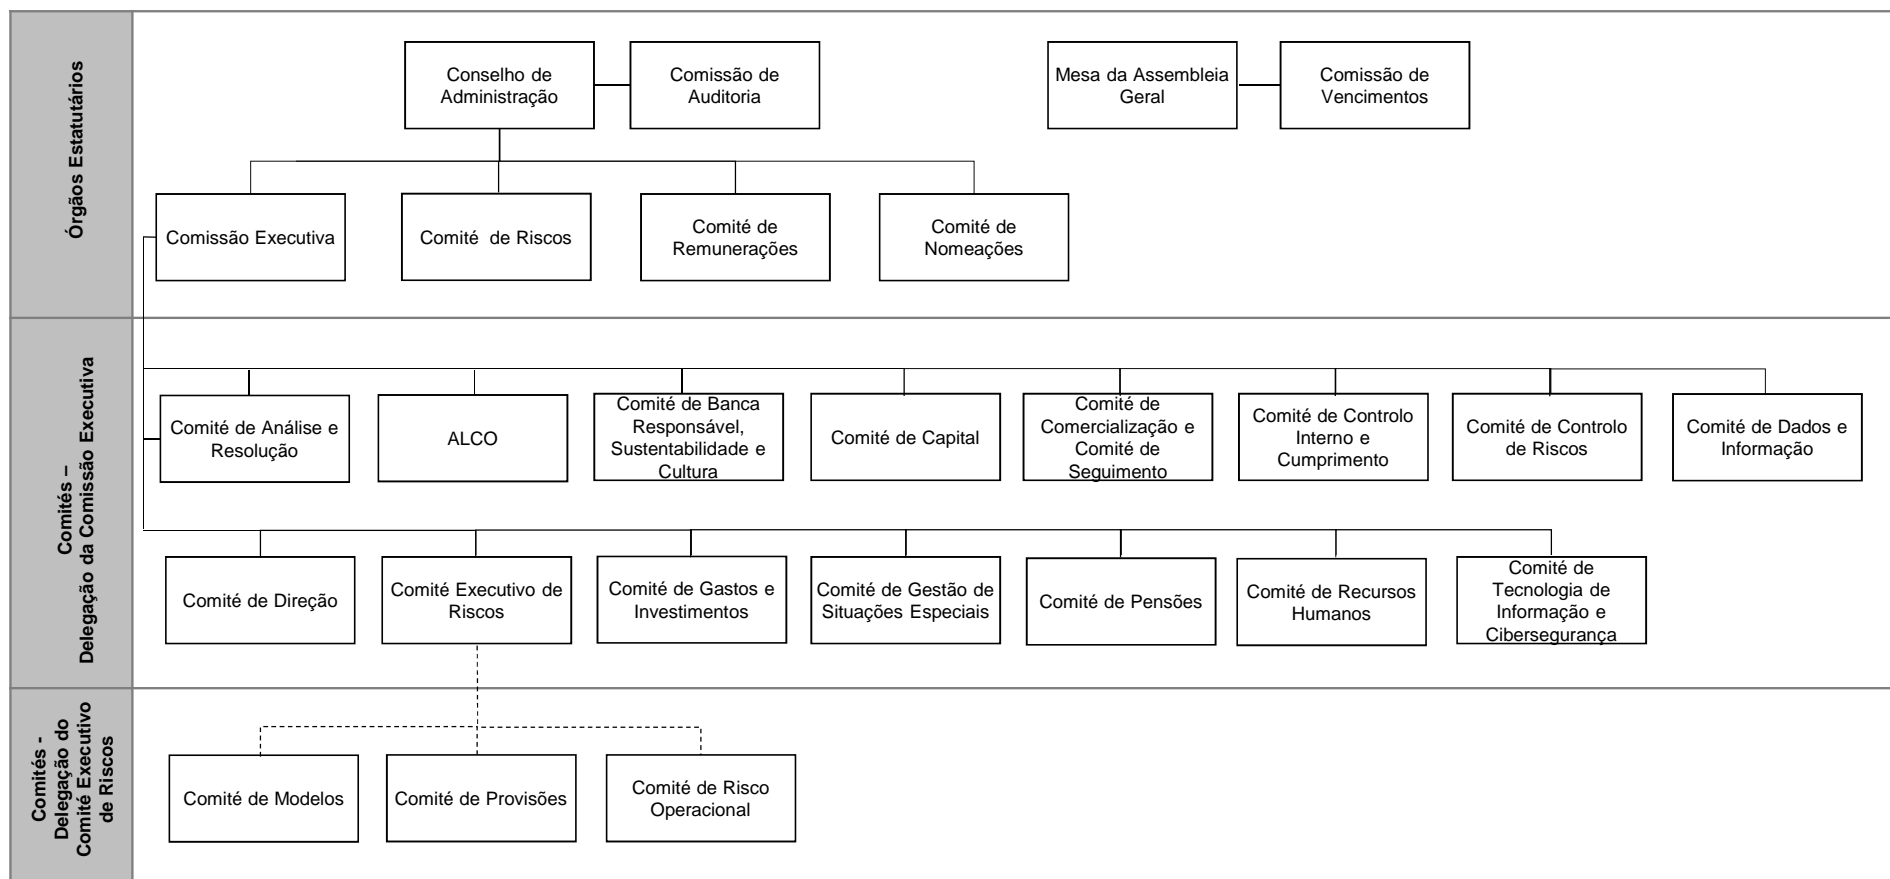 Órgãos Estatutários
Conselho de
Administração
Comissão de
Auditoria
Mesa da Assembleia
Geral
Comissão de
Vencimentos
Comissão Executiva
Comité  de Riscos
Comité de
Remunerações
Comité de
Nomeações
Comités –
Delegação da Comissão Executiva
Comité de Análise e
Resolução
ALCO
Comité de Banca
Responsável,
Sustentabilidade e
Cultura
Comité de Capital
Comité de
Comercialização e
Comité de
Seguimento
Comité de Controlo
Interno e
Cumprimento
Comité de Controlo
de Riscos
Comité de Dados e
Informação
Comité de Direção
Comité Executivo de
Riscos
Comité de Gastos e
Investimentos
Comité de Gestão de
Situações Especiais
Comité de Pensões
Comité de Recursos
Humanos
Comité de
Tecnologia de
Informação e
Cibersegurança
Comités -
Delegação do
Comité Executivo
de Riscos
Comité de Modelos
Comité de Provisões
Comité de Risco
Operacional